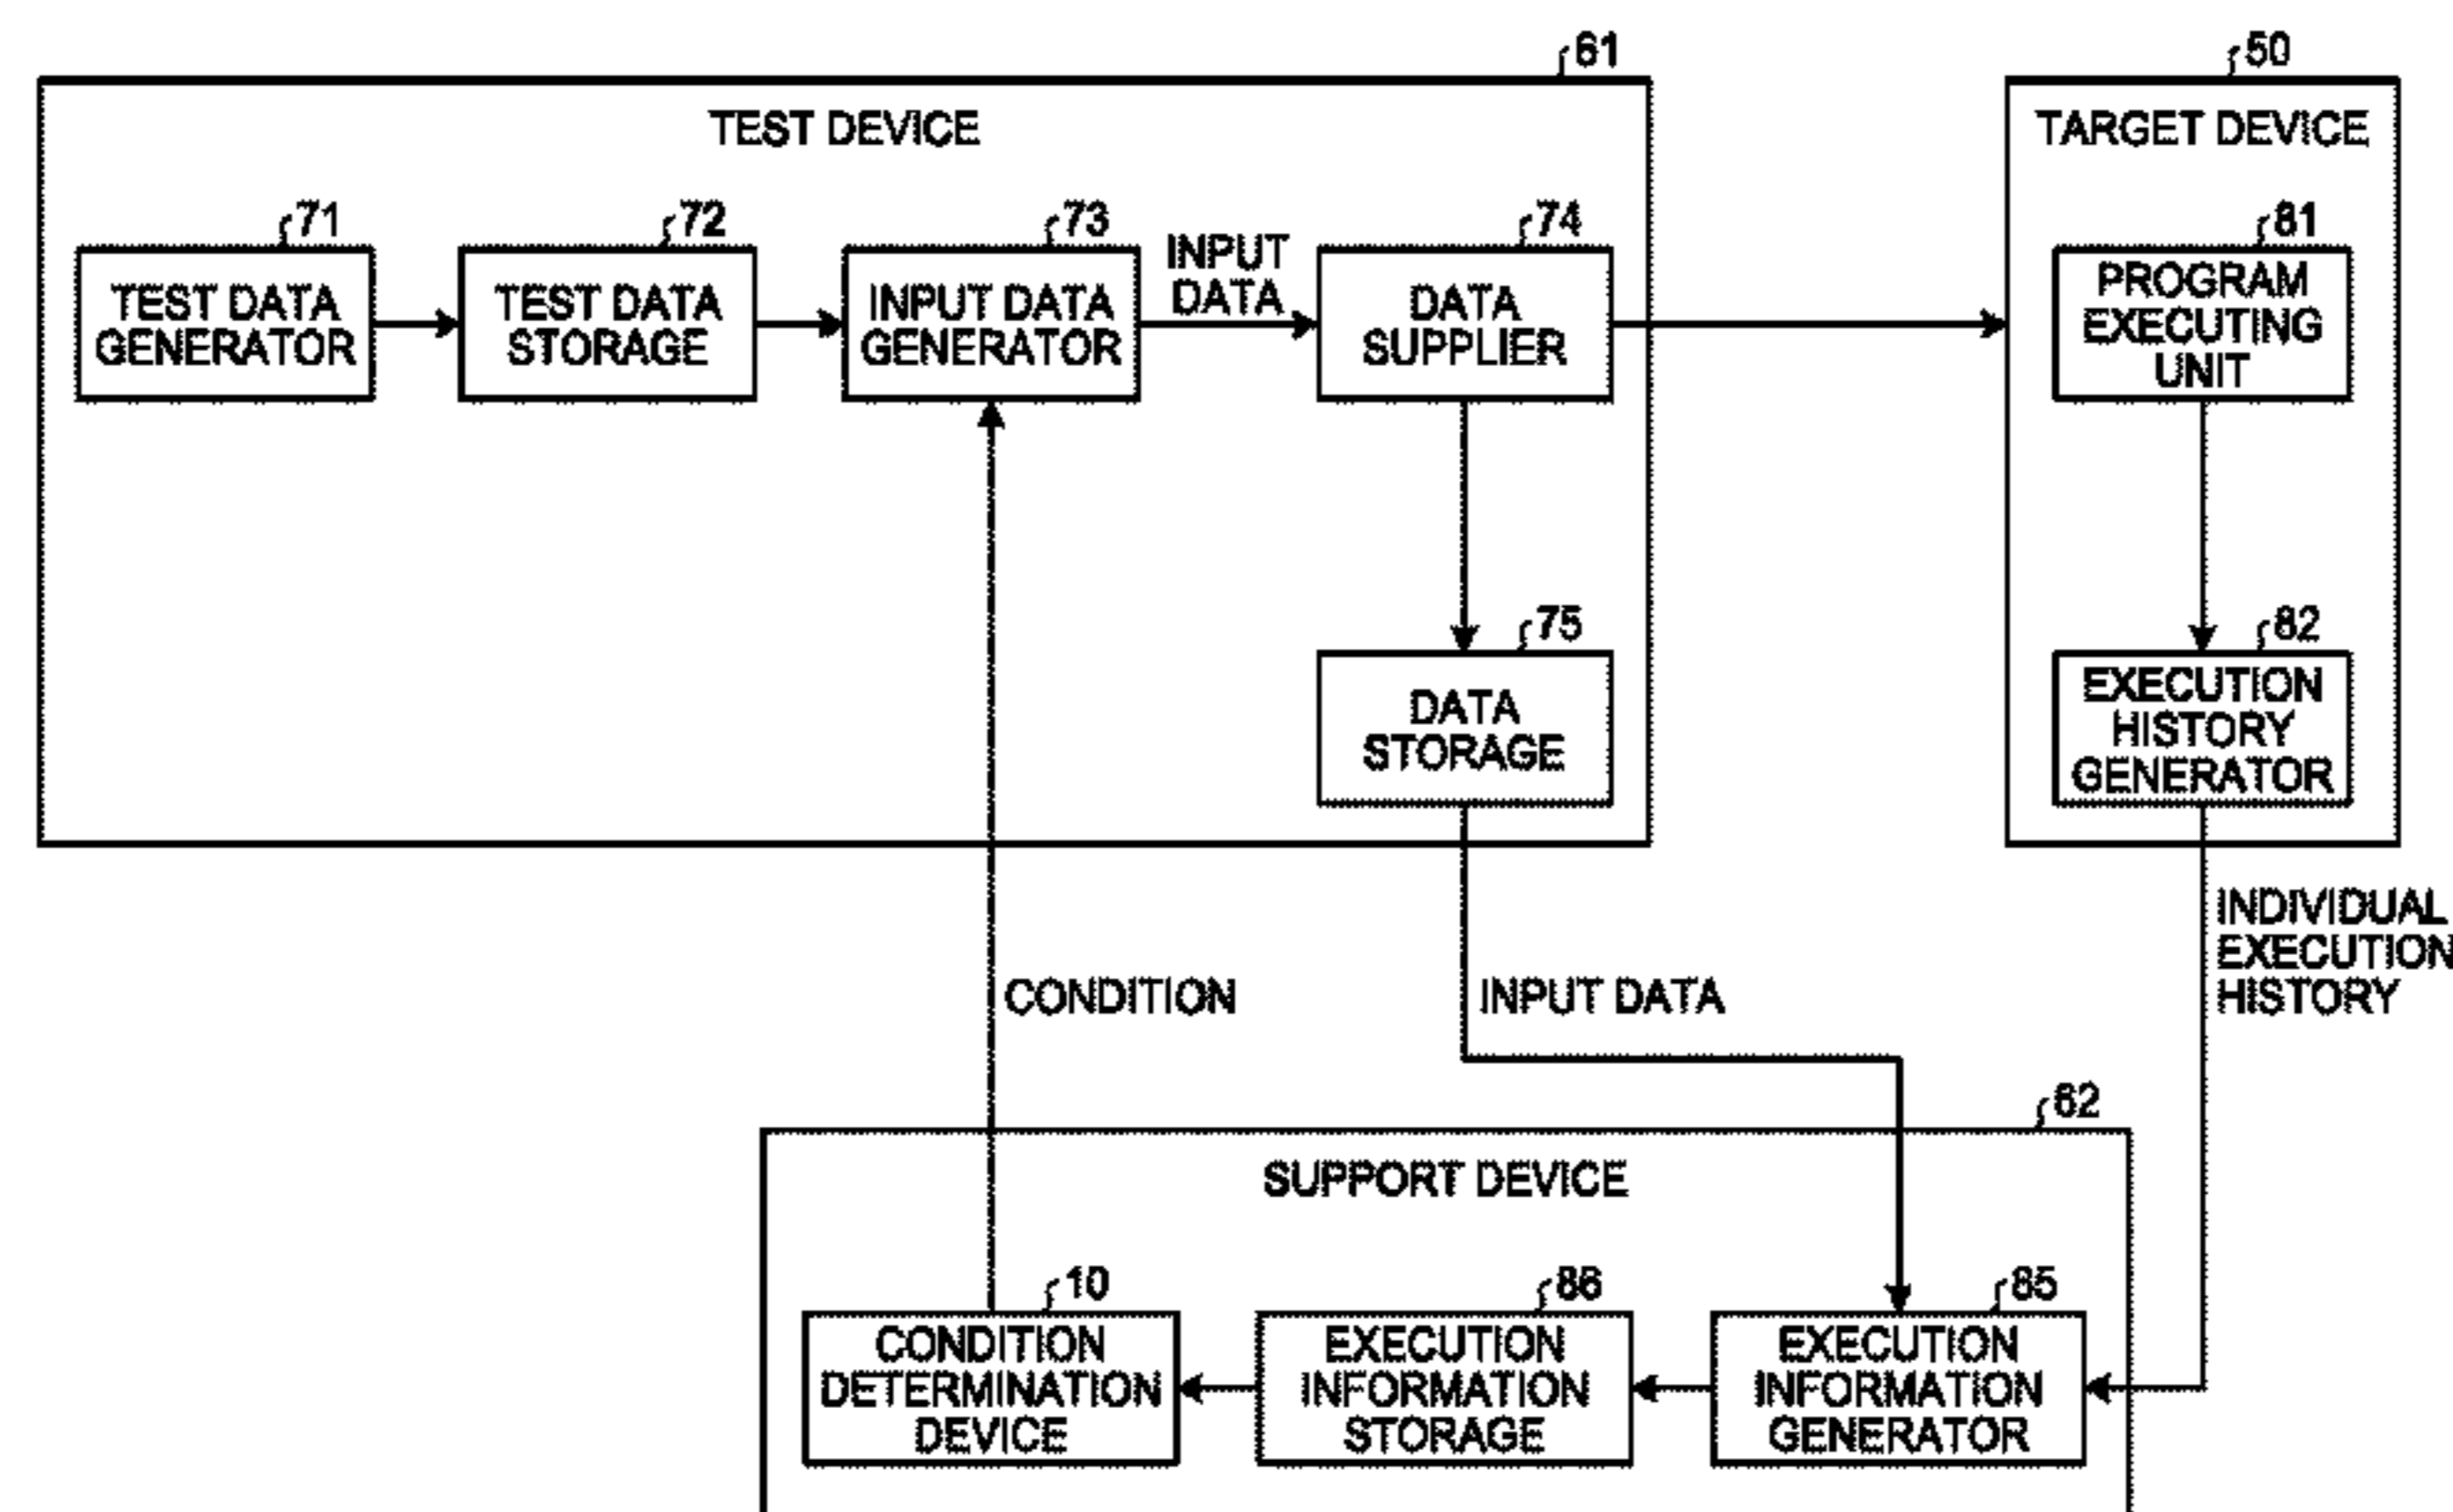 61
50
TEST DEVICE
TARGET DEVICE
71
72
73
74
81
TEST DATA
GENERATOR
TEST DATA
STORAGE
INPUT DATA
GENERATOR
INPUT
DATA
DATA
SUPPLIER
PROGRAM
EXECUTING
UNIT
75
82
DATA
STORAGE
EXECUTION
HISTORY
GENERATOR
CONDITION
INPUT DATA
INDIVIDUAL
EXECUTION
HISTORY
62
SUPPORT DEVICE
10
86
85
CONDITION
DETERMINATION
DEVICE
EXECUTION
INFORMATION
STORAGE
EXECUTION
INFORMATION
GENERATOR